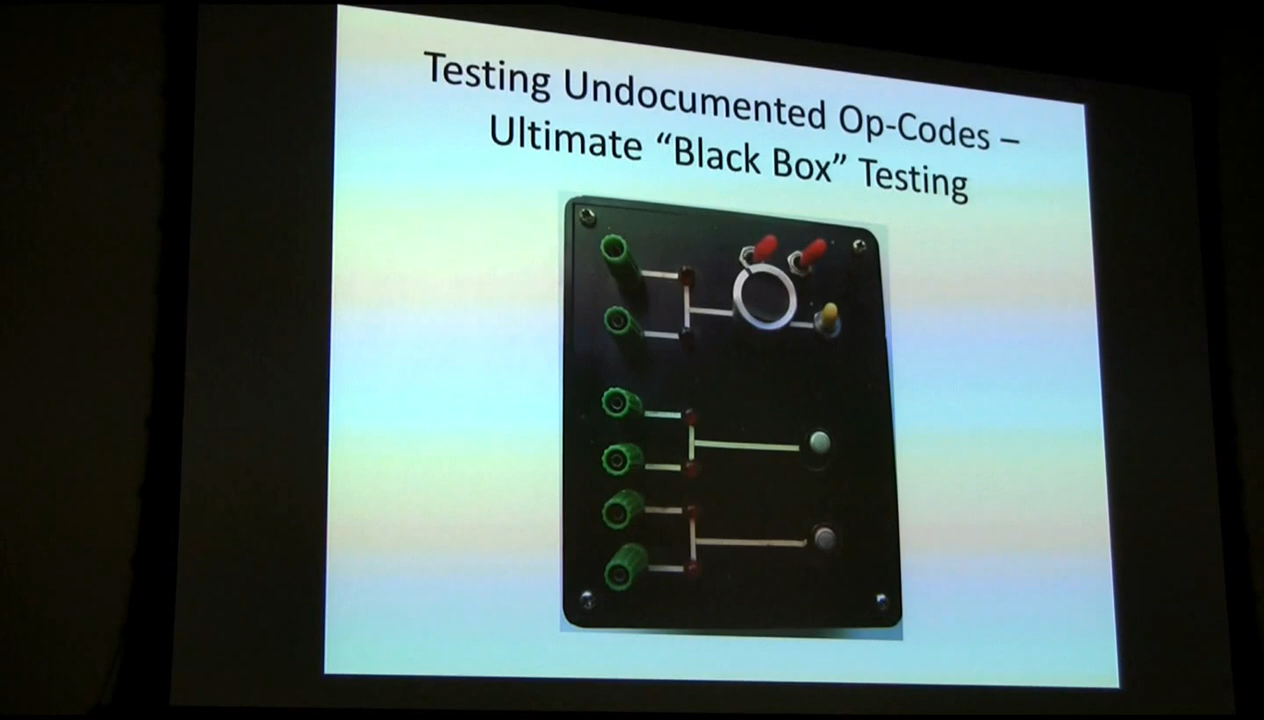 Testing Undocumented Op-Codes –
Ultimate “Black Box” Testing